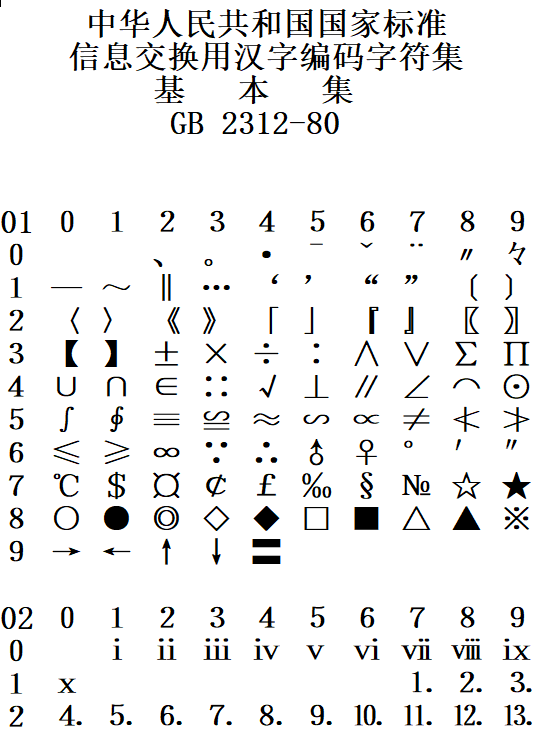 中华人民共和国国家标准
信息交换用汉字编码字符集
基 本 集
GB 2312-80
01 0 1 2 3 4 5 6 7 8 9
0 、 。 · ˉ ˇ ¨ 〃 々
1 — ～ ‖ … ‘ ’ “ ” 〔 〕
2 〈 〉 《 》 「 」 『 』 〖 〗
3 【 】 ± × ÷ ∶ ∧ ∨ ∑ ∏
4 ∪ ∩ ∈ ∷ √ ⊥ ∥ ∠ ⌒ ⊙
5 ∫ ∮ ≡ ≌ ≈ ∽ ∝ ≠ ≮ ≯
6 ≤ ≥ ∞ ∵ ∴ ♂ ♀ ° ′ ″
7 ℃ $ ¤ ￠ ￡ ‰ § № ☆ ★
8 ○ ● ◎ ◇ ◆ □ ■ △ ▲ ※
9 → ← ↑ ↓ 〓
02 0 1 2 3 4 5 6 7 8 9
0 ⅰ ⅱ ⅲ ⅳ ⅴ ⅵ ⅶ ⅷ ⅸ
1 ⅹ ⒈ ⒉ ⒊
2 ⒋ ⒌ ⒍ ⒎ ⒏ ⒐ ⒑ ⒒ ⒓ ⒔